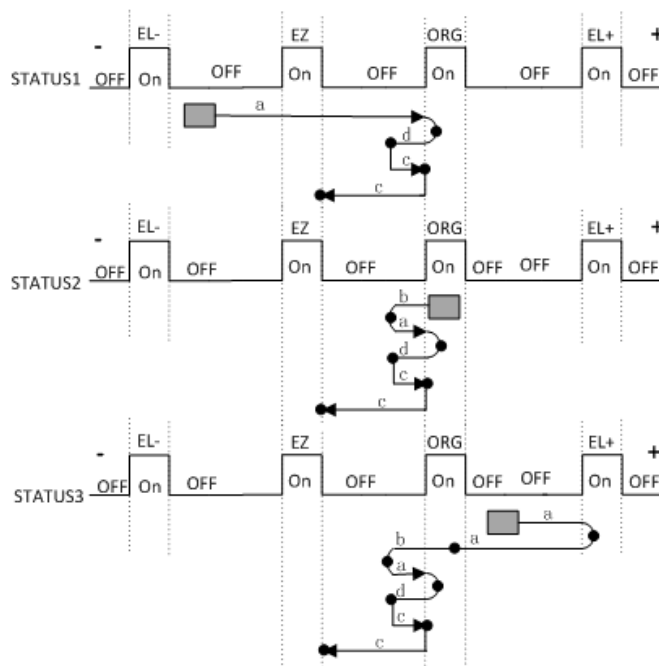 - EL- EZ ORG EL+ +
STATUS1 OFF On OFF On OFF On OFF On OFF
a
d
c
c
- EL- EZ ORG EL+ +
STATUS2 OFF On OFF On OFF On OFF OFF On OFF
b
a
d
c
c
- EL- EZ ORG EL+ +
STATUS3 OFF On OFF On OFF On OFF OFF On OFF
a
b a
a
d
c
c